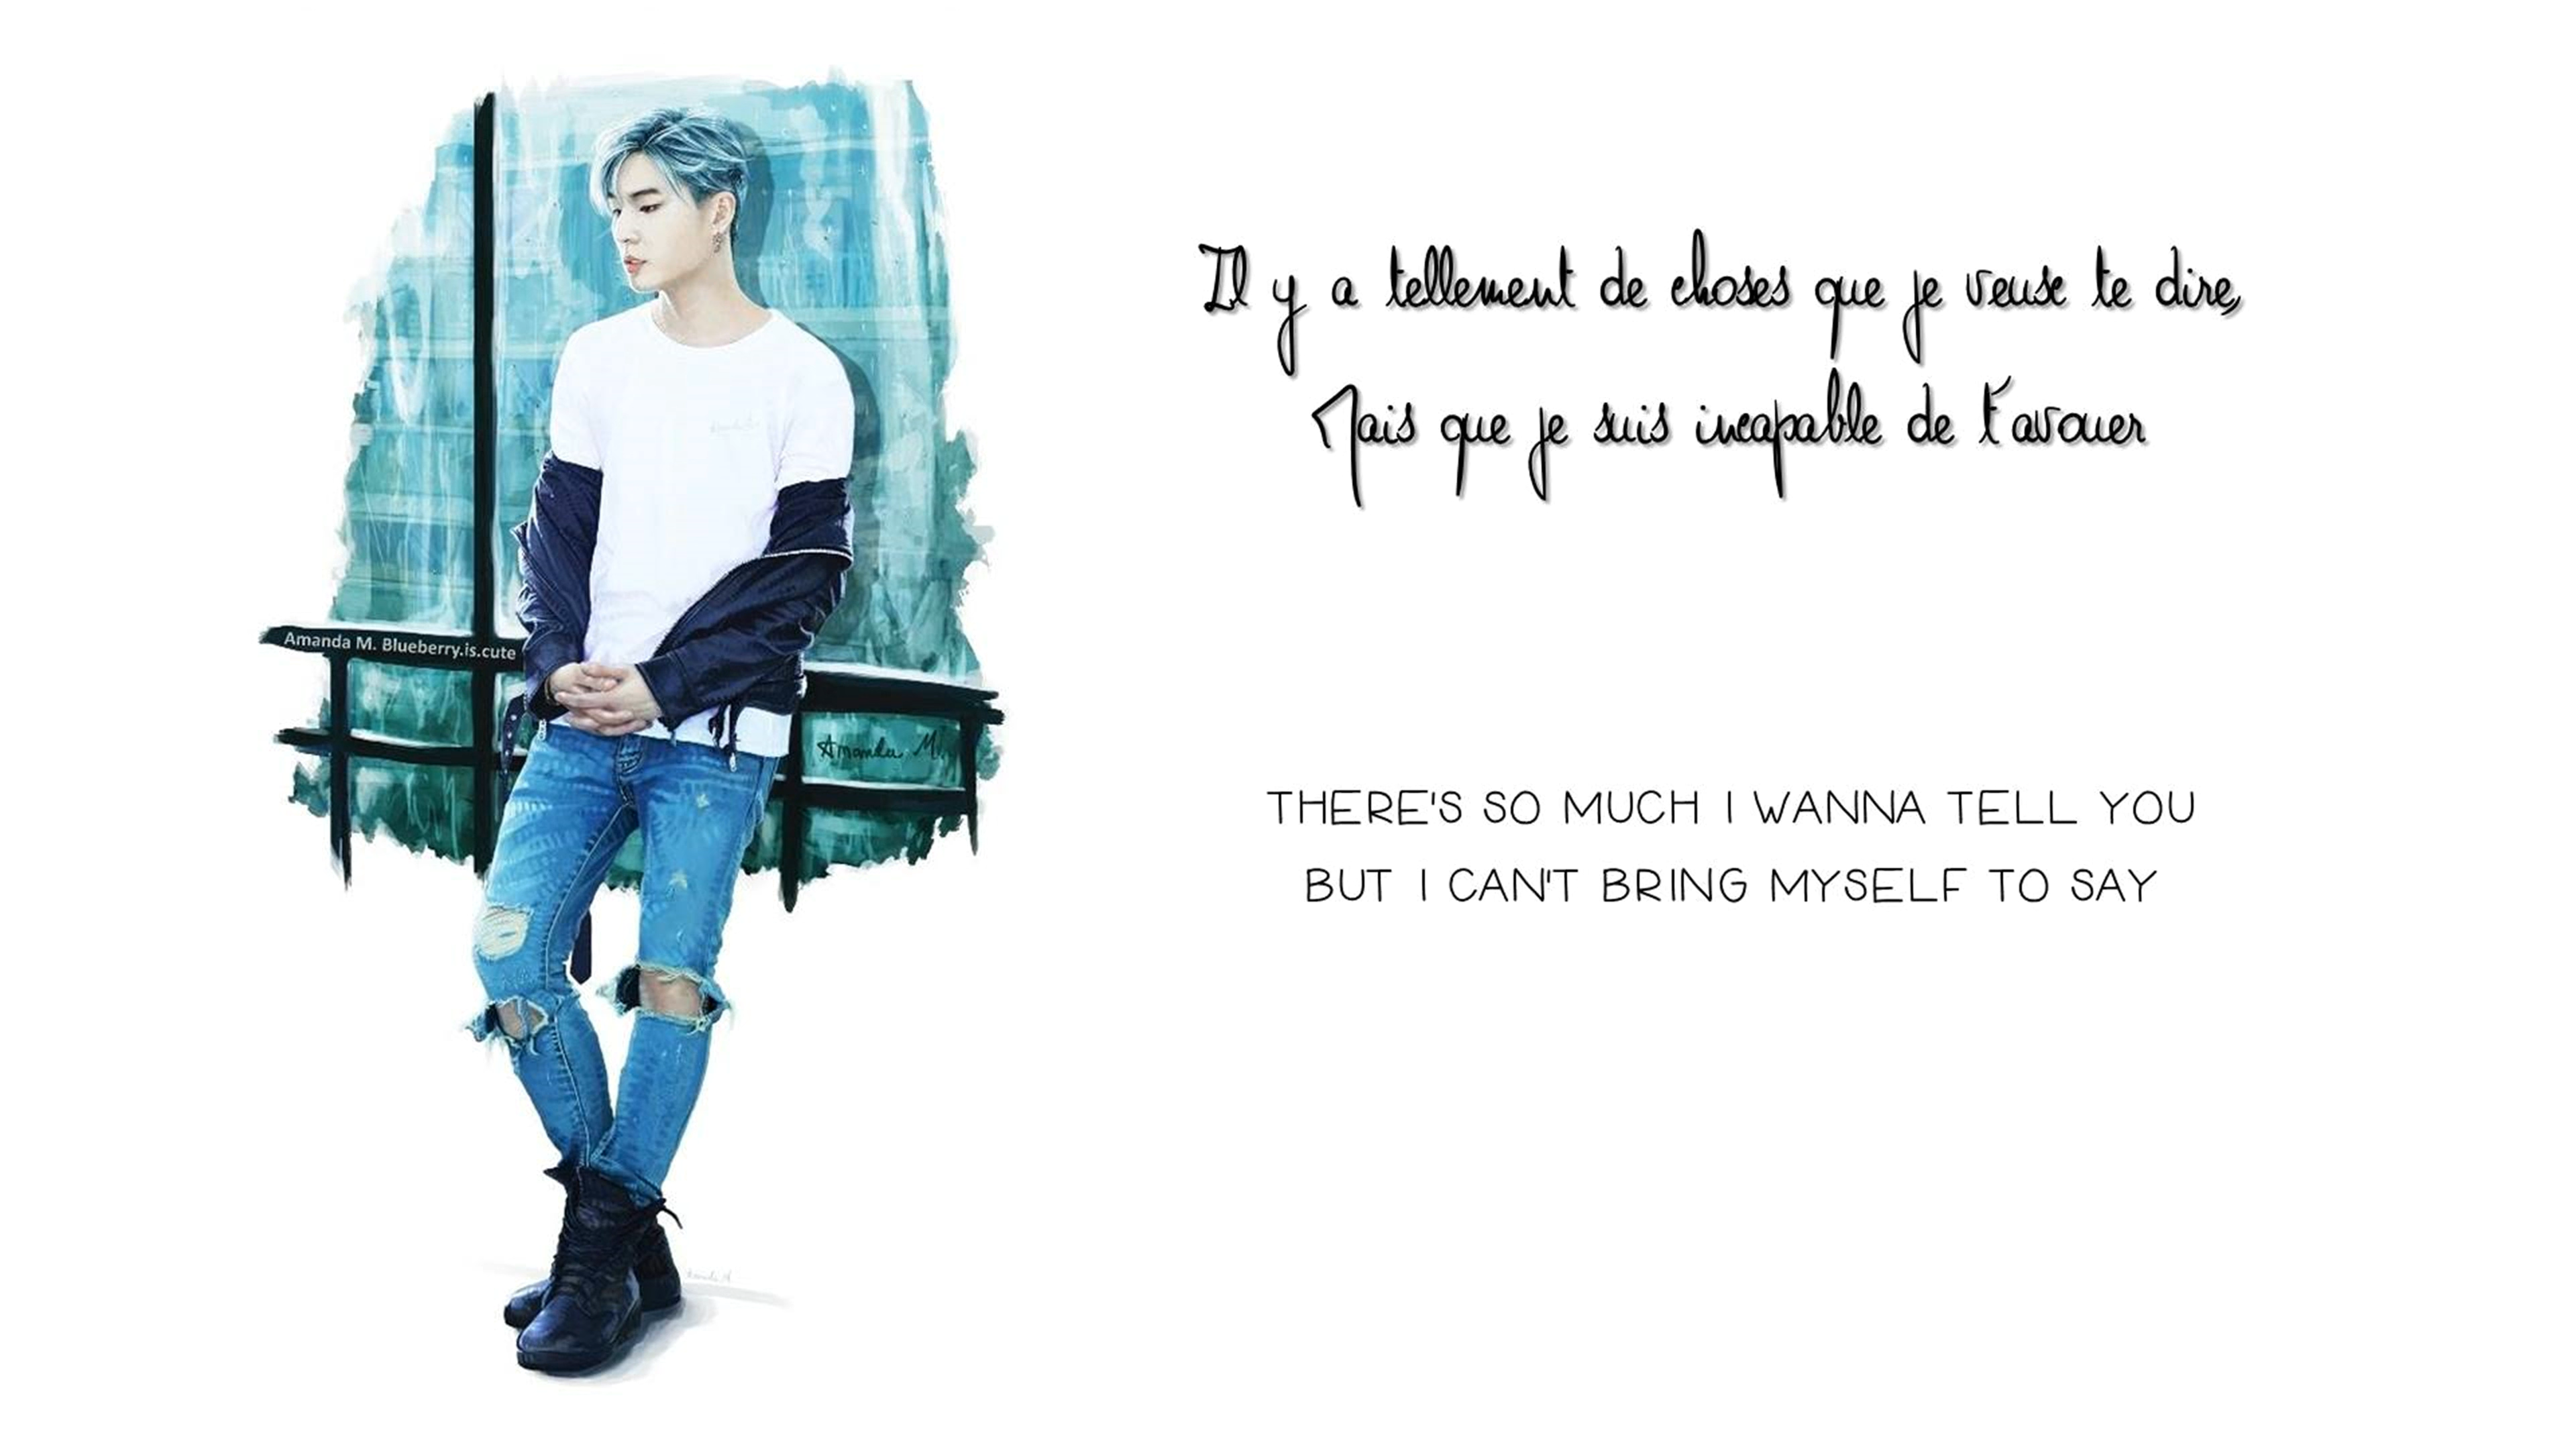 Il y a tellement de choses que je veuse te dire,
Mais que je suis incapable de t'avouer
THERE'S SO MUCH I WANNA TELL YOU
BUT I CAN'T BRING MYSELF TO SAY
Amanda M. Blueberry.is.cute
Amanda M.